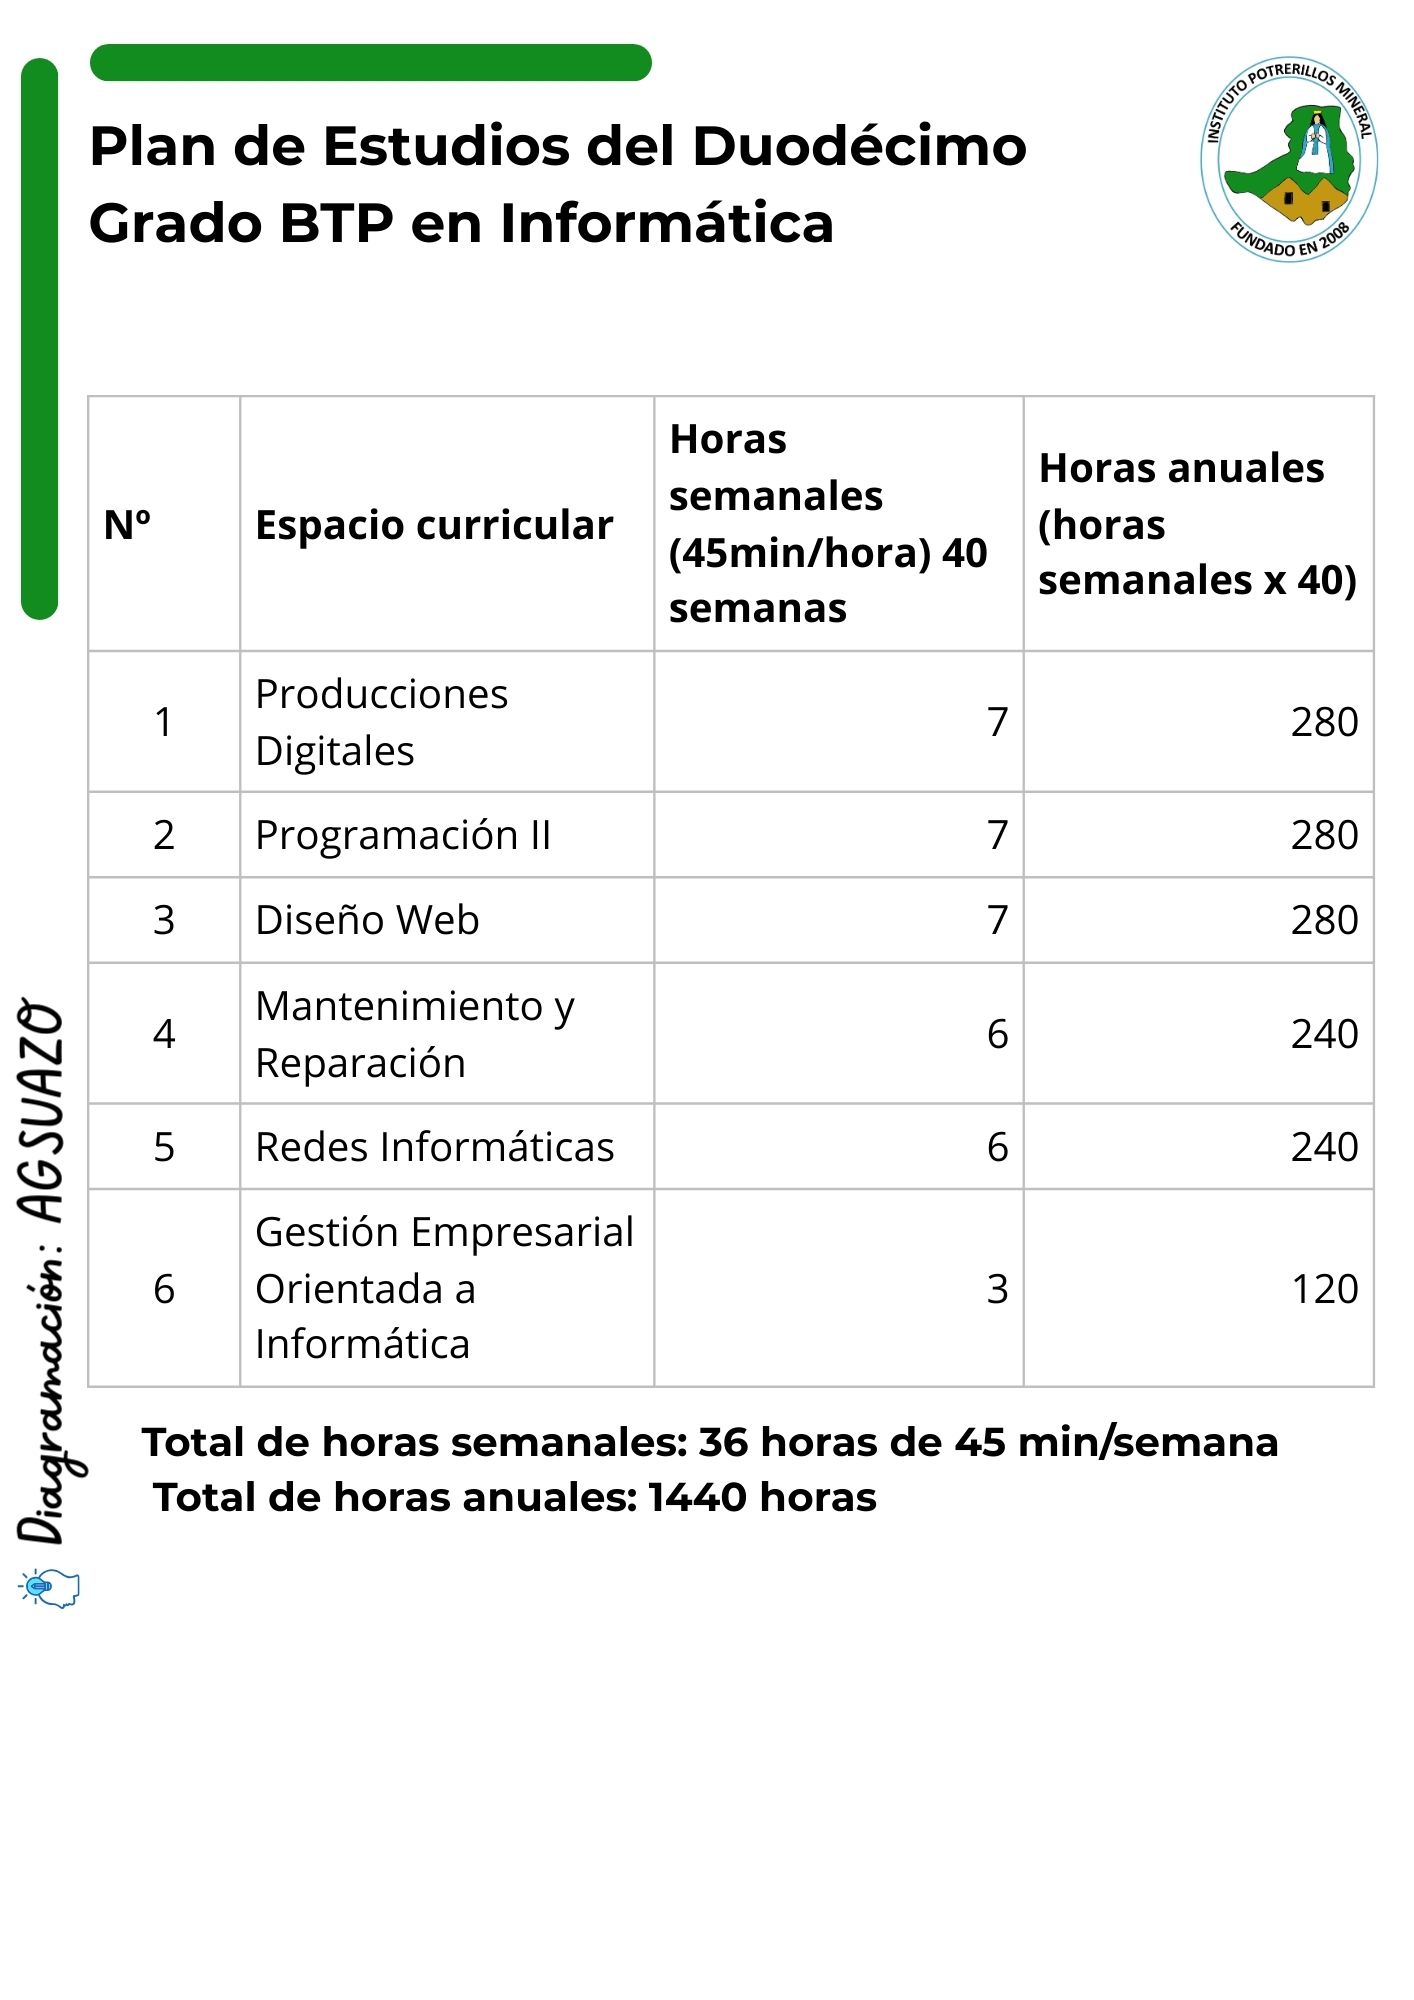 Plan de Estudios del Duodécimo
Grado BTP en Informática
INSTITUTO POTRERILLOS MINERAL
FUNDADO EN 2008
Nº
Espacio curricular
Horas
semanales
(45min/hora) 40
semanas
Horas anuales
(horas
semanales x 40)
1
Producciones
Digitales
7
280
2
Programación II
7
280
3
Diseño Web
7
280
4
Mantenimiento y
Reparación
6
240
5
Redes Informáticas
6
240
6
Gestión Empresarial
Orientada a
Informática
3
120
Total de horas semanales: 36 horas de 45 min/semana
Total de horas anuales: 1440 horas
Diagramación: AGSUAZO